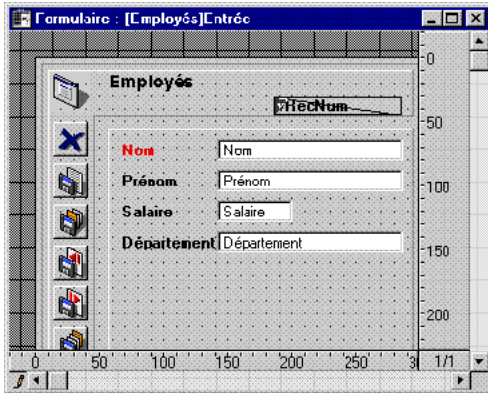 Formulaire : [Employés]Entrée
Employés
RecNum
Nom Nom
Prénom Prénom
Salaire Salaire
Département Département
0
50
100
150
200
0 50 100 150 200 250 1/1